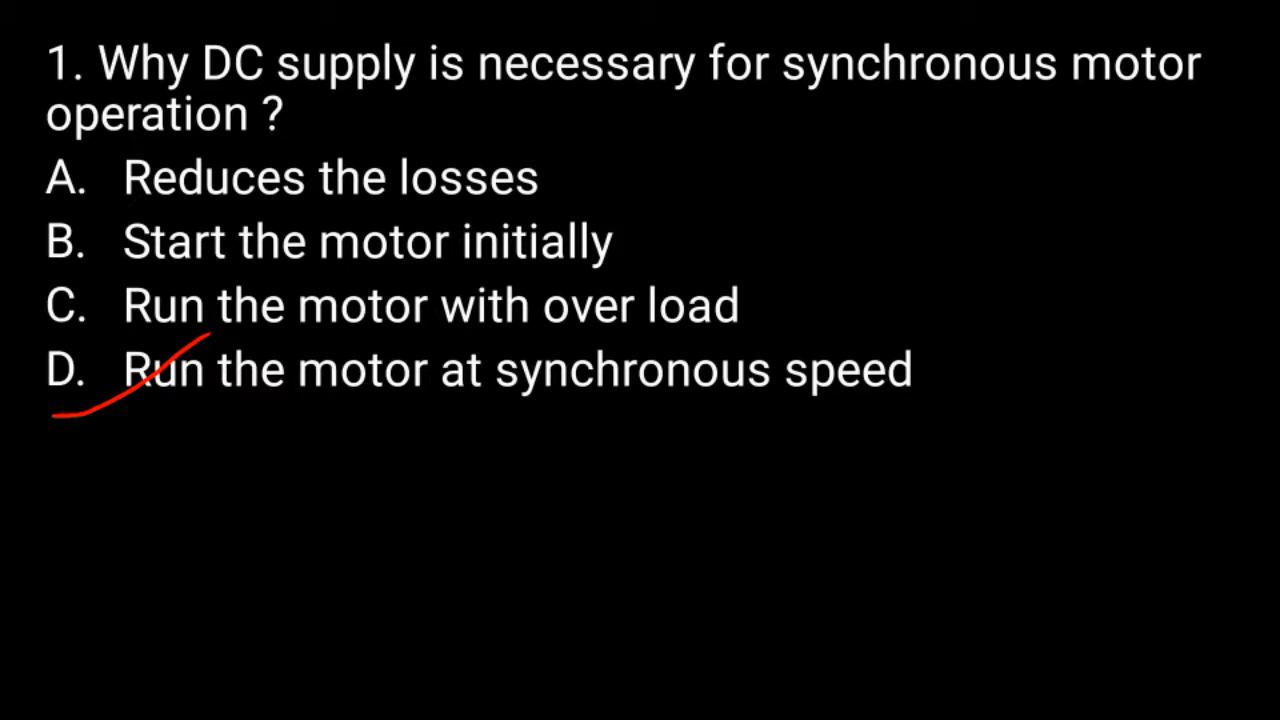 1. Why DC supply is necessary for synchronous motor
operation ?
A. Reduces the losses
B. Start the motor initially
C. Run the motor with over load
D. Run the motor at synchronous speed